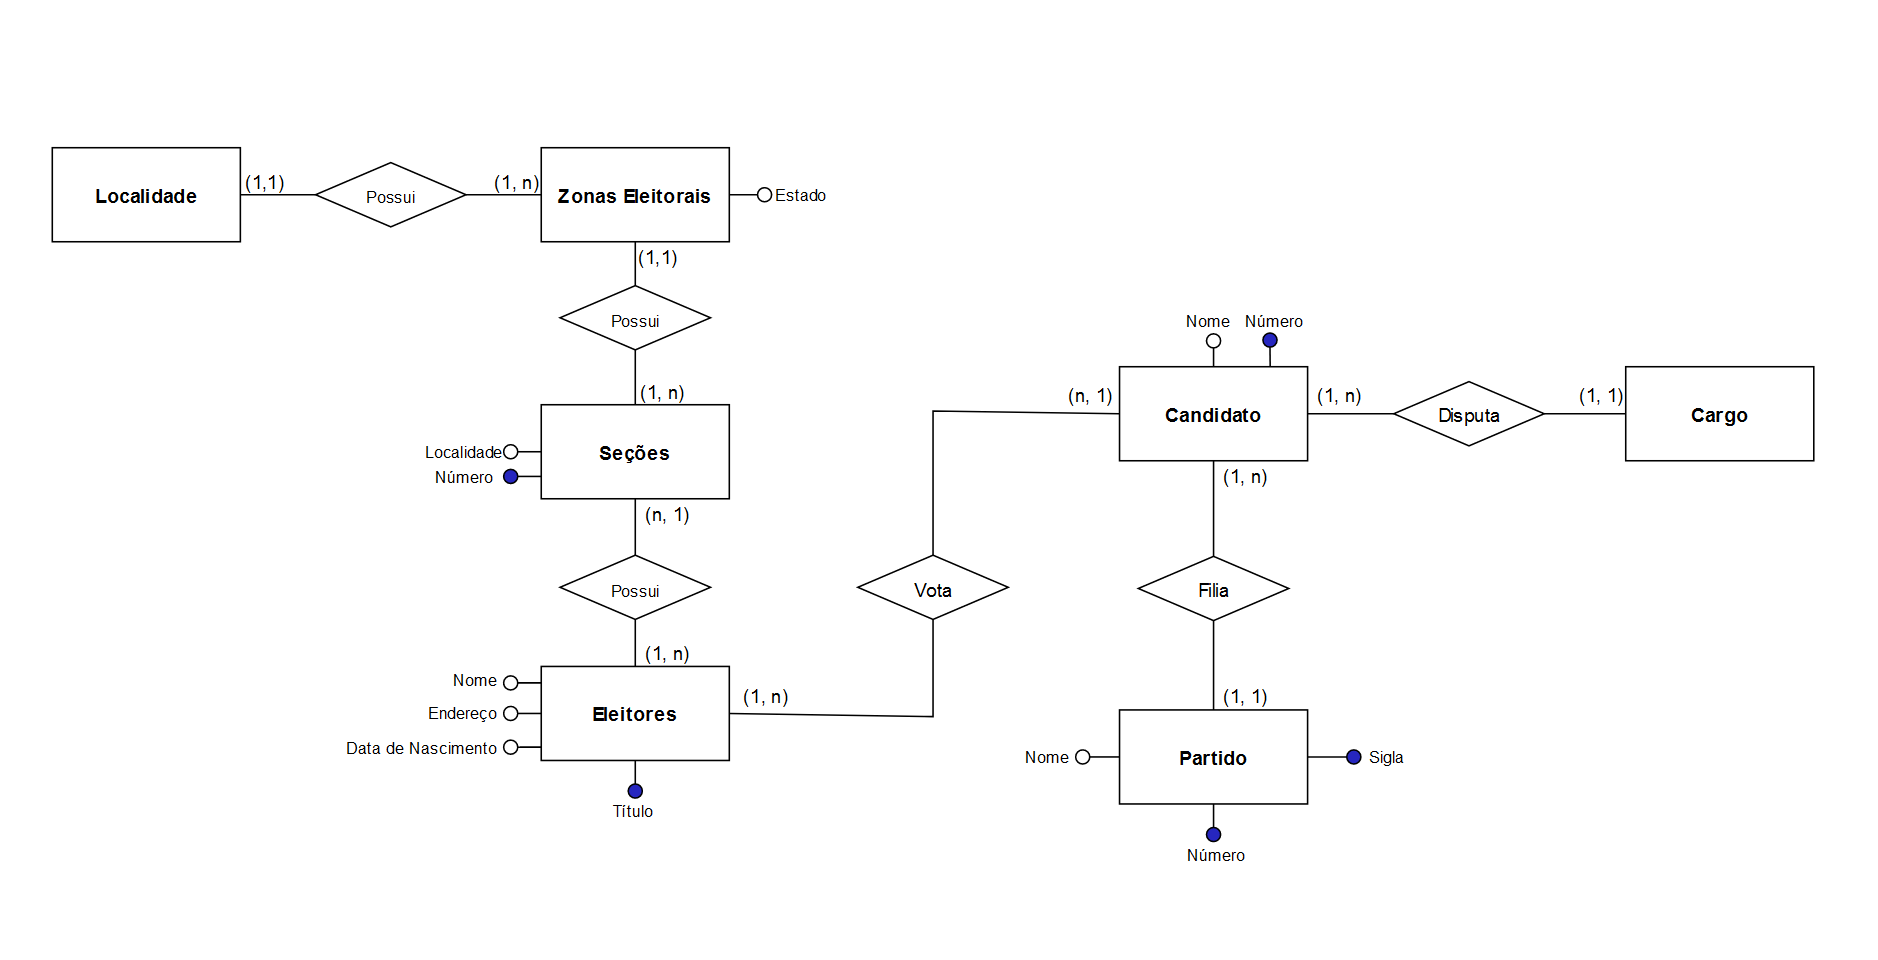 Localidade
(1,1)
Possui
(1, n)
Zonas Eleitorais
Estado
(1,1)
Possui
(1, n)
Seções
Localidade
Número
(n, 1)
Possui
(1, n)
Eleitores
Nome
Endereço
Data de Nascimento
Título
(1, n)
Vota
(n, 1)
Nome
Número
Candidato
(1, n)
Disputa
(1, 1)
Cargo
(1, n)
Filia
(1, 1)
Partido
Nome
Sigla
Número